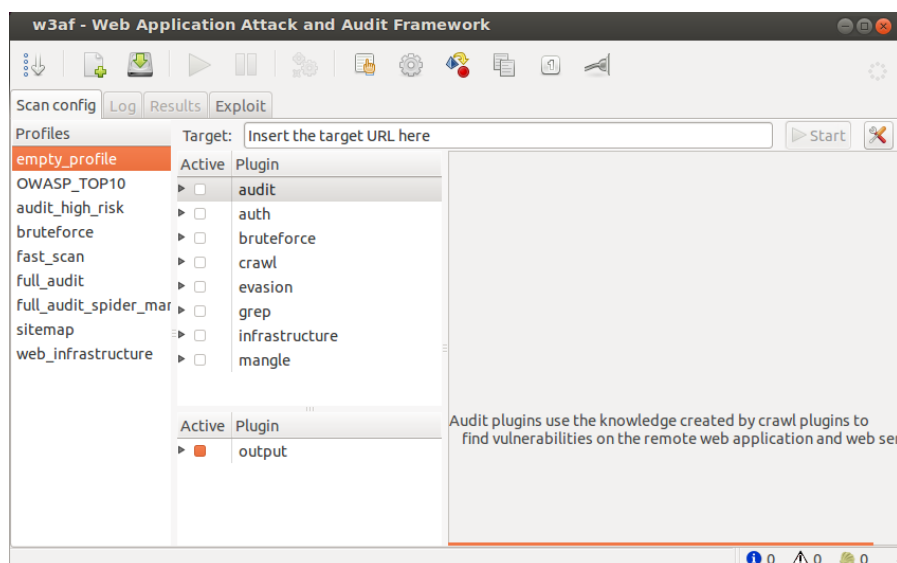 w3af - Web Application Attack and Audit Framework
Scan config Log Results Exploit
Profiles
empty_profile
OWASP_TOP10
audit_high_risk
bruteforce
fast_scan
full_audit
full_audit_spider_mar
sitemap
web_infrastructure
Target: Insert the target URL here Start
Active Plugin
audit
auth
bruteforce
crawl
evasion
grep
infrastructure
mangle
Active Plugin
output
Audit plugins use the knowledge created by crawl plugins to
find vulnerabilities on the remote web application and web ser
0 0 0